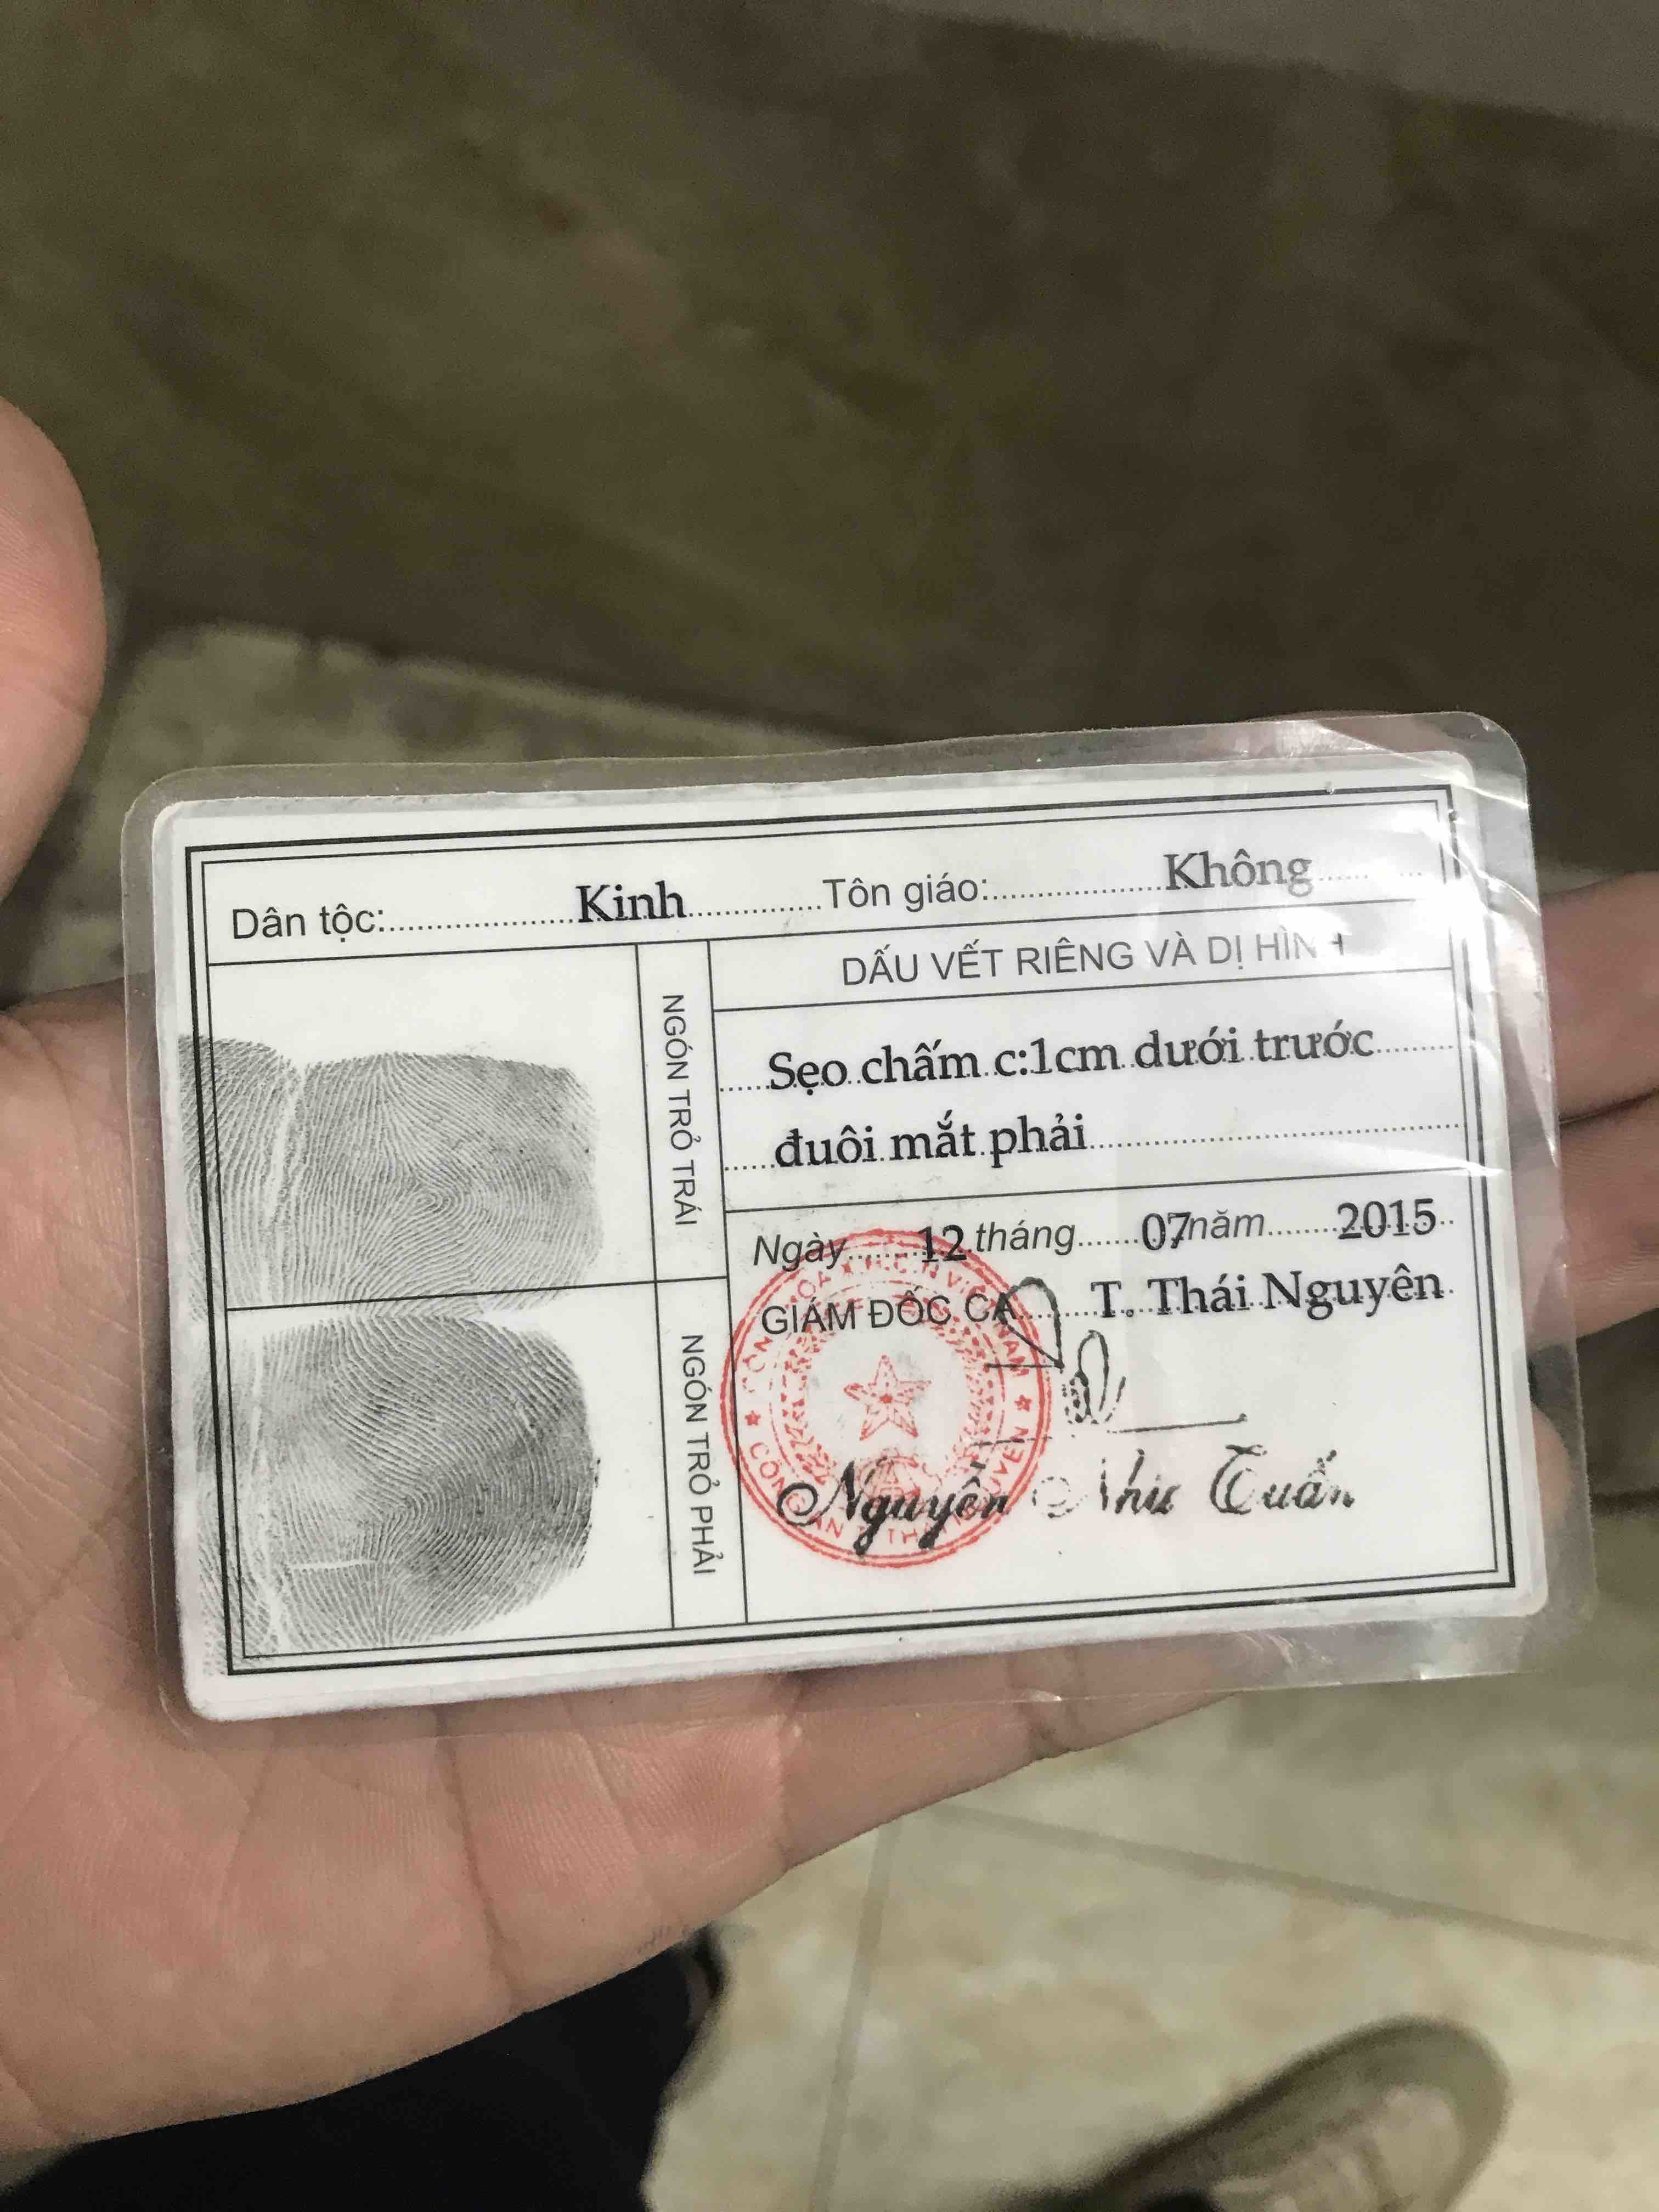 Dân tộc: Kinh Tôn giáo: Không
DẤU VẾT RIÊNG VÀ DỊ HÌNH
Sẹo chấm c:1cm dưới trước
đuôi mắt phải
NGÓN TRỎ TRÁI
NGÓN TRỎ PHẢI
Ngày 12 tháng 07 năm 2015
GIÁM ĐỐC CA T. Thái Nguyên
Nguyễn Như Tuấn